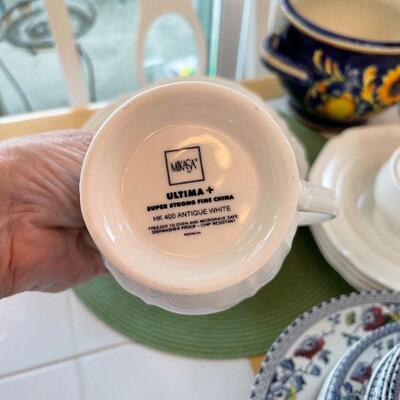 MIKASA
ULTIMA +
SUPER STRONG FINE CHINA
HK 400 ANTIQUE WHITE
FREEZER TO OVEN AND MICROWAVE SAFE
DISHWASHER PROOF - CHIP RESISTANT